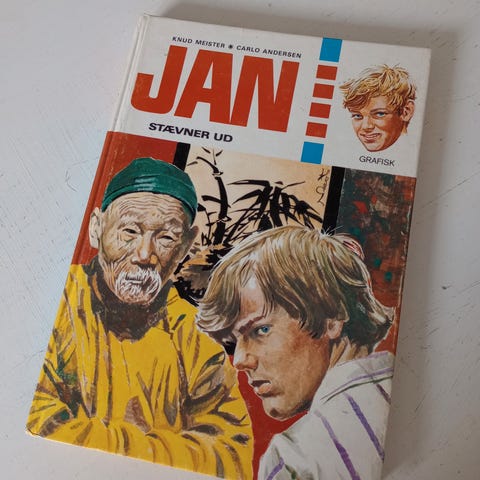 KNUD MEISTER * CARLO ANDERSEN
JAN
STÆVNER UD
GRAFISK